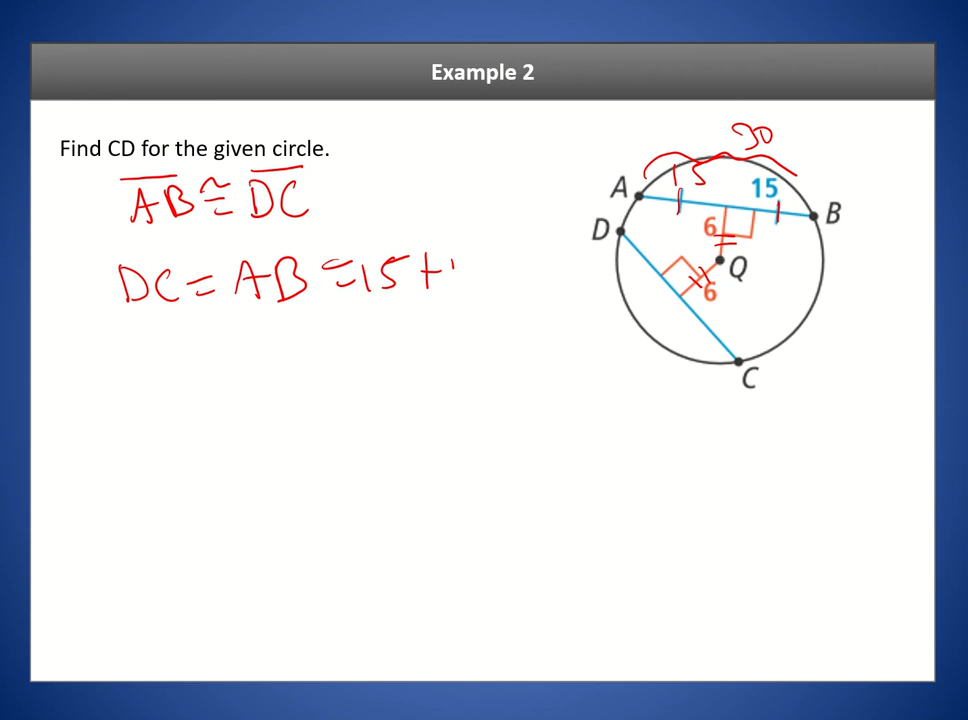 Example 2
Find CD for the given circle.
30
15
A
15
B
AB ≅ DC
D
6
Q
DC = AB = 15 +
6
C